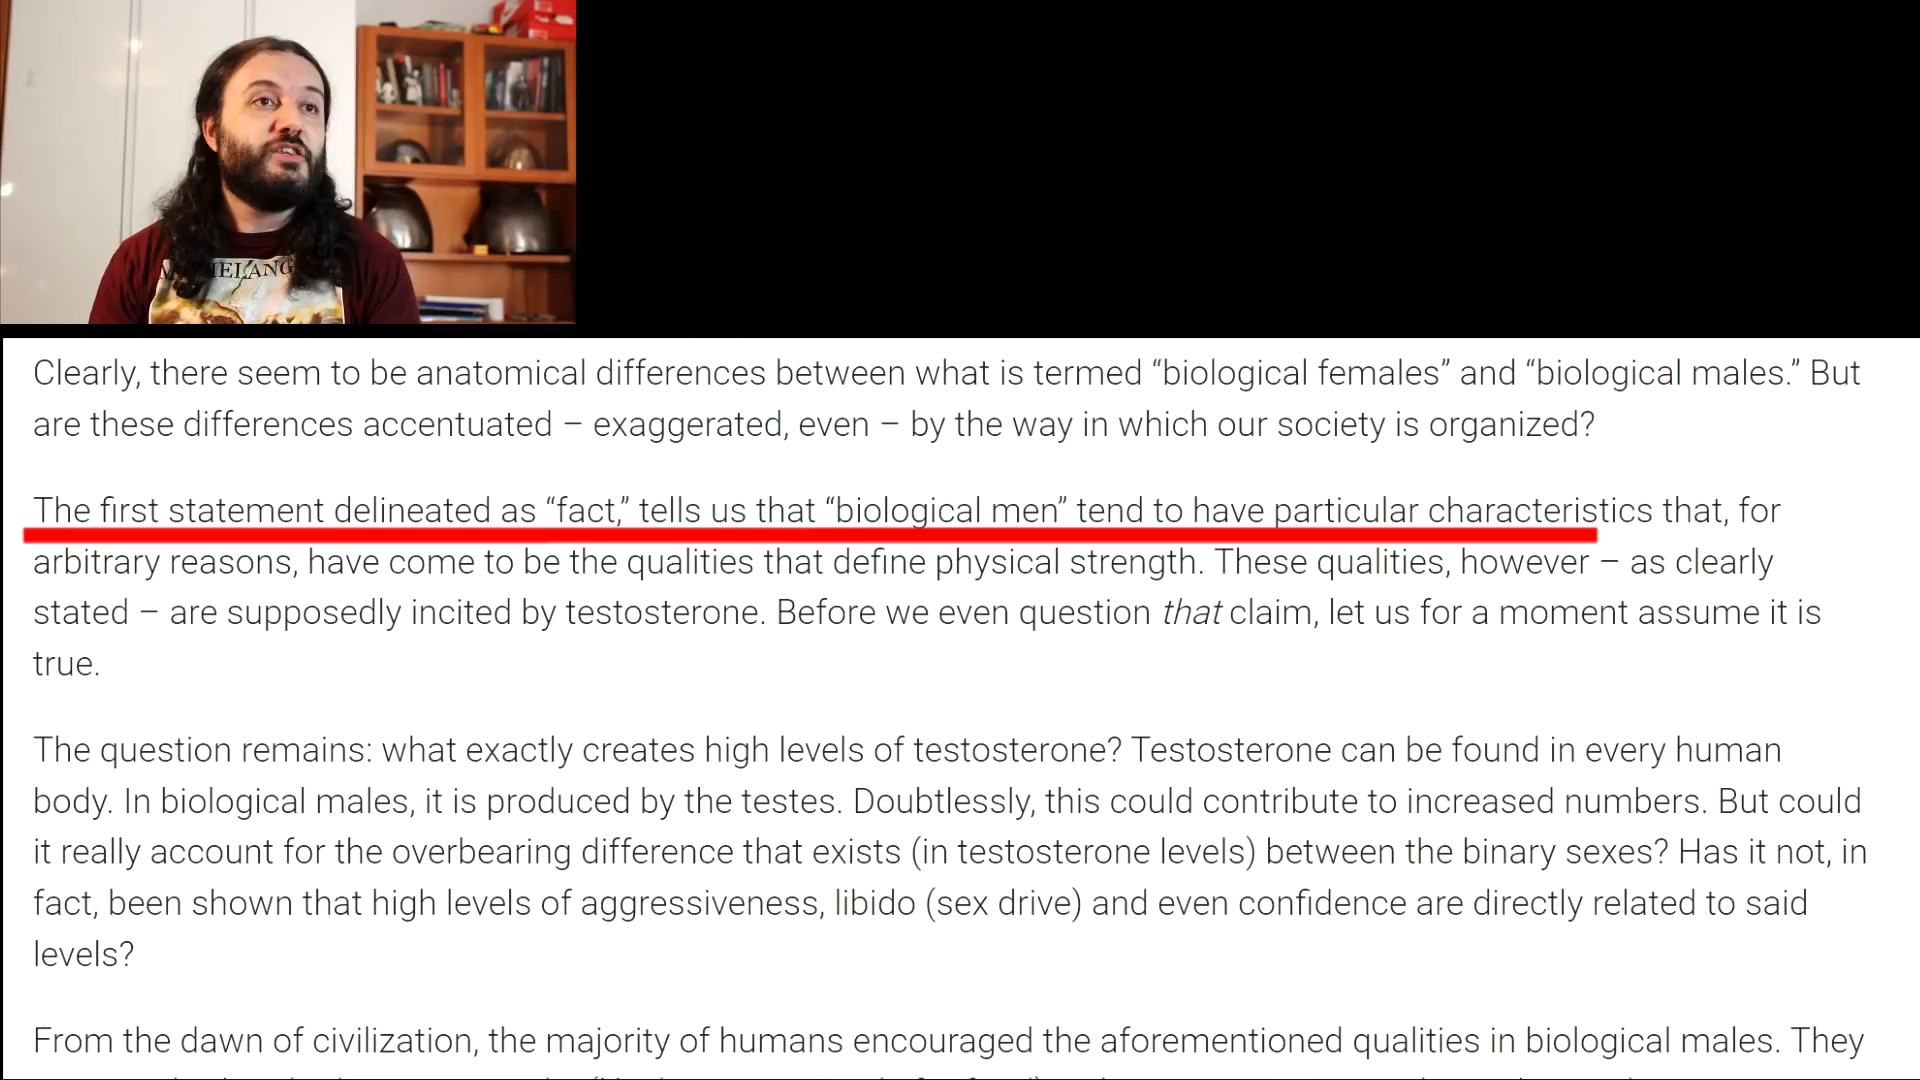 Clearly, there seem to be anatomical differences between what is termed “biological females” and “biological males.” But
are these differences accentuated – exaggerated, even – by the way in which our society is organized?
The first statement delineated as “fact,” tells us that “biological men” tend to have particular characteristics that, for
arbitrary reasons, have come to be the qualities that define physical strength. These qualities, however – as clearly
stated – are supposedly incited by testosterone. Before we even question that claim, let us for a moment assume it is
true.
The question remains: what exactly creates high levels of testosterone? Testosterone can be found in every human
body. In biological males, it is produced by the testes. Doubtlessly, this could contribute to increased numbers. But could
it really account for the overbearing difference that exists (in testosterone levels) between the binary sexes? Has it not, in
fact, been shown that high levels of aggressiveness, libido (sex drive) and even confidence are directly related to said
levels?
From the dawn of civilization, the majority of humans encouraged the aforementioned qualities in biological males. They